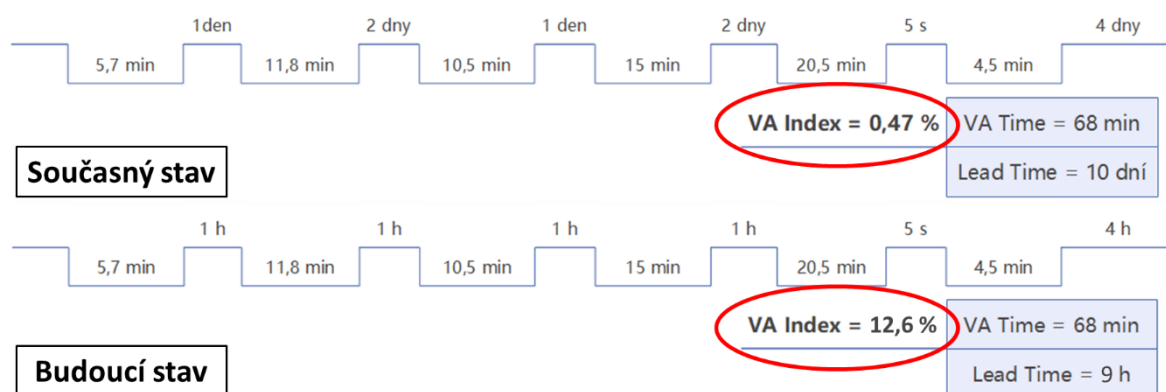 1den 2 dny 1 den 2 dny 5 s 4 dny
5,7 min 11,8 min 10,5 min 15 min 20,5 min 4,5 min
VA Index = 0,47 % VA Time = 68 min
Současný stav Lead Time = 10 dní
1 h 1 h 1 h 1 h 5 s 4 h
5,7 min 11,8 min 10,5 min 15 min 20,5 min 4,5 min
VA Index = 12,6 % VA Time = 68 min
Budoucí stav Lead Time = 9 h